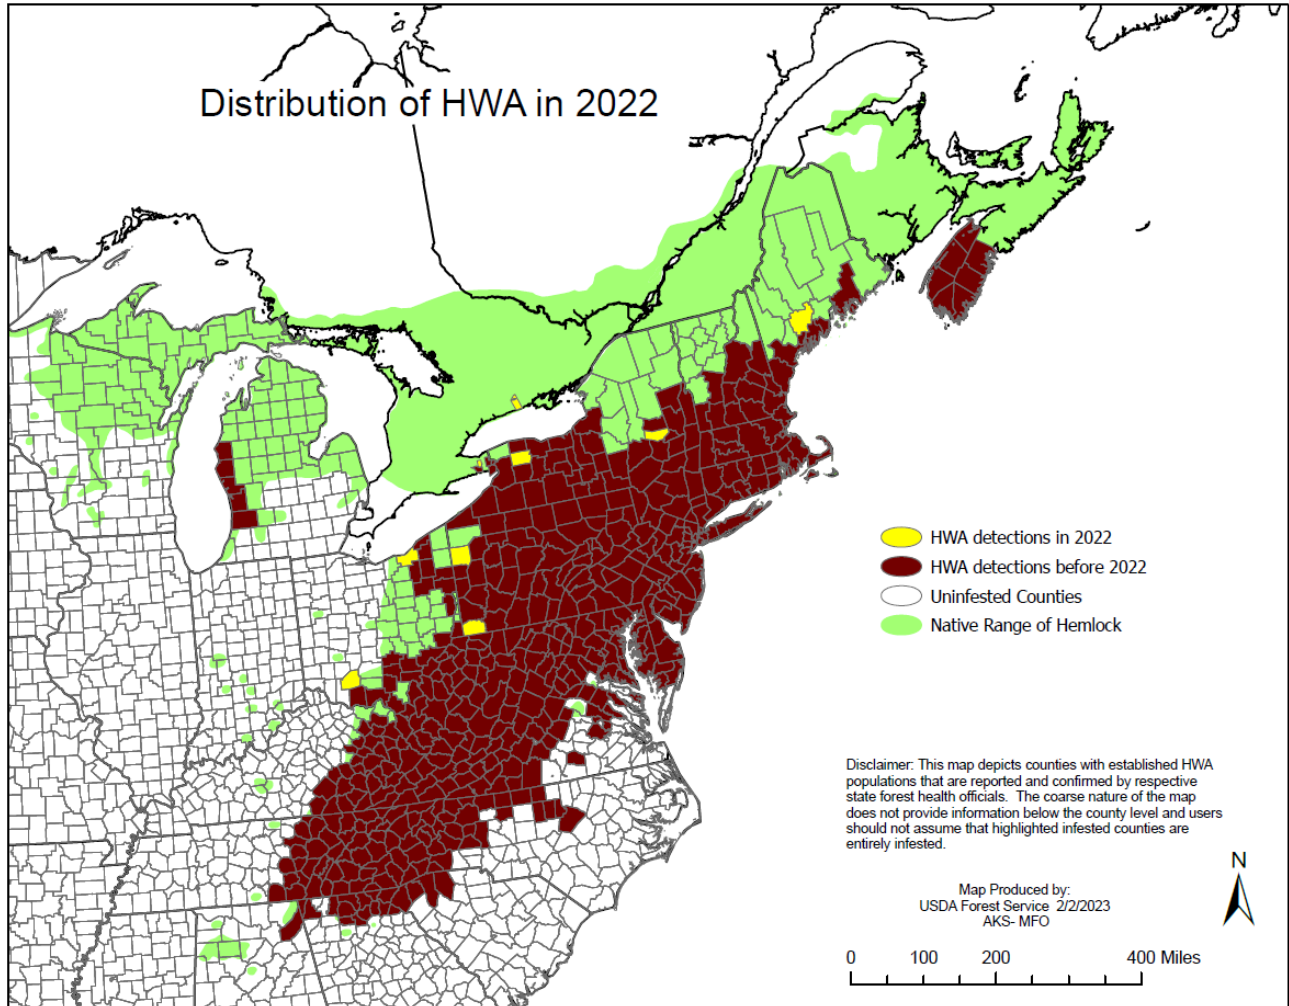 Distribution of HWA in 2022
HWA detections in 2022
HWA detections before 2022
Uninfested Counties
Native Range of Hemlock
Disclaimer: This map depicts counties with established HWA
populations that are reported and confirmed by respective
state forest health officials.  The coarse nature of the map
does not provide information below the county level and users
should not assume that highlighted infested counties are
entirely infested.
Map Produced by:
USDA Forest Service  2/2/2023
AKS- MFO
N
0 100 200 400 Miles